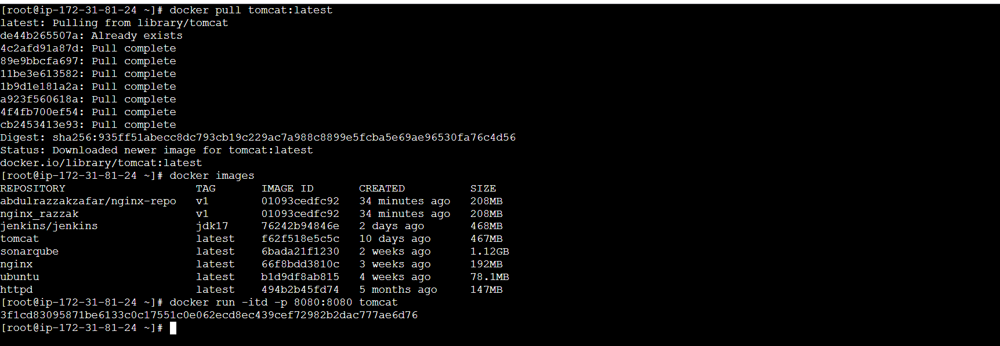 [root@ip-172-31-81-24 ~]# docker pull tomcat:latest
latest: Pulling from library/tomcat
de44b265507a: Already exists
4c2afd91a87d: Pull complete
89e9bbcfa697: Pull complete
11be3e613582: Pull complete
1b9d1e181a2a: Pull complete
a923f560618a: Pull complete
4f4fb700ef54: Pull complete
cb2453413e93: Pull complete
Digest: sha256:935ff51abecc8dc793cb19c229ac7a988c8899e5fcba5e69ae96530fa76c4d56
Status: Downloaded newer image for tomcat:latest
docker.io/library/tomcat:latest
[root@ip-172-31-81-24 ~]# docker images
REPOSITORY                    TAG       IMAGE ID       CREATED          SIZE
abdulrazzakzafar/nginx-repo   v1        01093cedfc92   34 minutes ago   208MB
nginx_razzak                  v1        01093cedfc92   34 minutes ago   208MB
jenkins/jenkins               jdk17     76242b94846e   2 days ago       468MB
tomcat                        latest    f62f518e5c5c   10 days ago      467MB
sonarqube                     latest    6bada21f1230   2 weeks ago      1.12GB
nginx                         latest    66f8bdd3810c   3 weeks ago      192MB
ubuntu                        latest    b1d9df8ab815   4 weeks ago      78.1MB
httpd                         latest    494b2b45fd74   5 months ago     147MB
[root@ip-172-31-81-24 ~]# docker run -itd -p 8080:8080 tomcat
3f1cd83095871be6133c0c17551c0e062ecd8ec439cef72982b2dac777ae6d76
[root@ip-172-31-81-24 ~]#